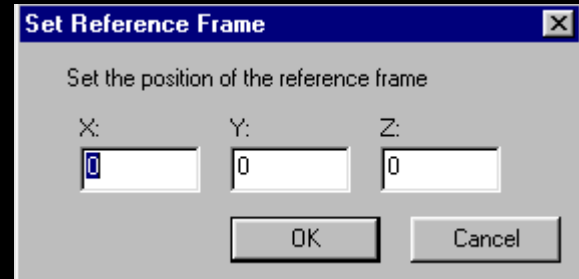 Set Reference Frame
Set the position of the reference frame
X: Y: Z:
0 0 0
OK Cancel